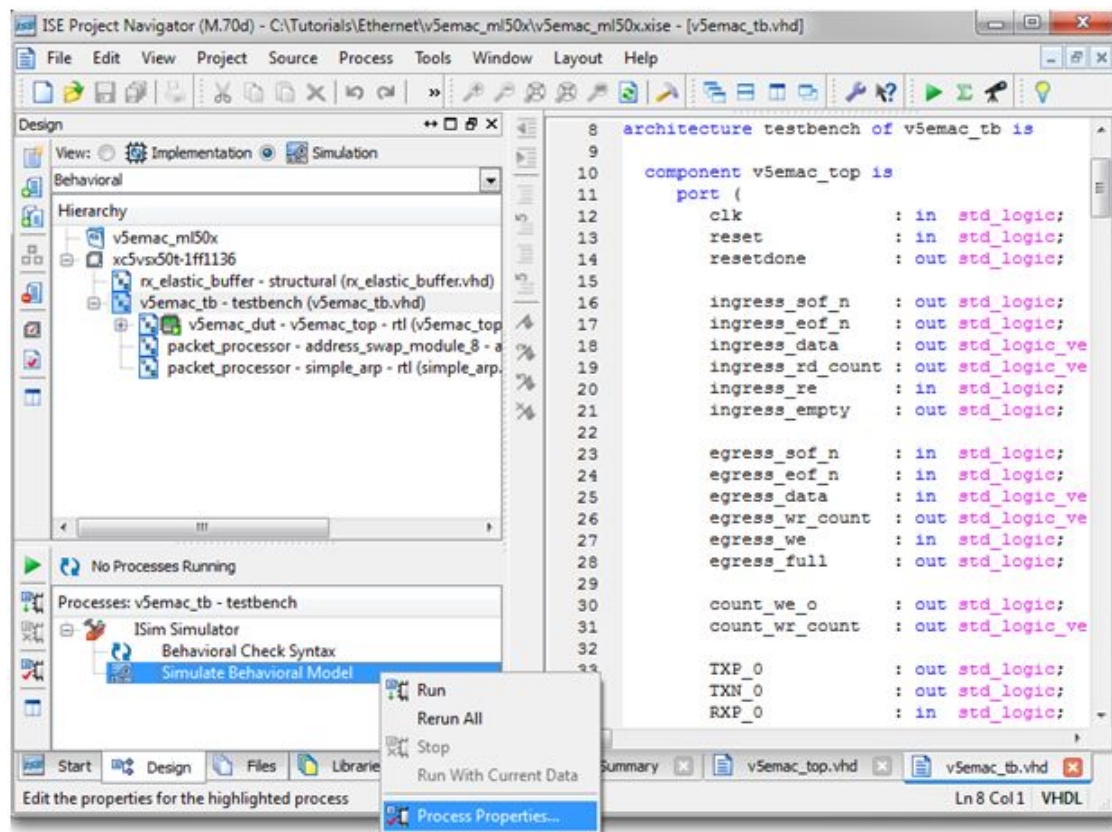 ISE Project Navigator (M.70d) - C:\Tutorials\Ethernet\v5emac_ml50x\v5emac_ml50x.xise - [v5emac_tb.vhd]
File Edit View Project Source Process Tools Window Layout Help
Design
View: Implementation Simulation
Behavioral
Hierarchy
v5emac_ml50x
xc5vsx50t-1ff1136
rx_elastic_buffer - structural (rx_elastic_buffer.vhd)
v5emac_tb - testbench (v5emac_tb.vhd)
v5emac_dut - v5emac_top - rtl (v5emac_top
packet_processor - address_swap_module_8 - a
packet_processor - simple_arp - rtl (simple_arp.
No Processes Running
Processes: v5emac_tb - testbench
ISim Simulator
Behavioral Check Syntax
Simulate Behavioral Model
8 architecture testbench of v5emac_tb is
9
10 component v5emac_top is
11 port (
12 clk : in std_logic;
13 reset : in std_logic;
14 resetdone : out std_logic;
15
16 ingress_sof_n : out std_logic;
17 ingress_eof_n : out std_logic;
18 ingress_data : out std_logic_ve
19 ingress_rd_count : out std_logic_ve
20 ingress_re : in std_logic;
21 ingress_empty : out std_logic;
22
23 egress_sof_n : in std_logic;
24 egress_eof_n : in std_logic;
25 egress_data : in std_logic_ve
26 egress_wr_count : out std_logic_ve
27 egress_we : in std_logic;
28 egress_full : out std_logic;
29
30 count_we_o : out std_logic;
31 count_wr_count : out std_logic_ve
32
33 TXP_0 : out std_logic;
TXN_0 : out std_logic;
RXP_0 : in std_logic;
Run
Rerun All
Stop
Run With Current Data
Process Properties...
Start Design Files Librarie Summary v5emac_top.vhd v5emac_tb.vhd
Edit the properties for the highlighted process Ln 8 Col 1 VHDL